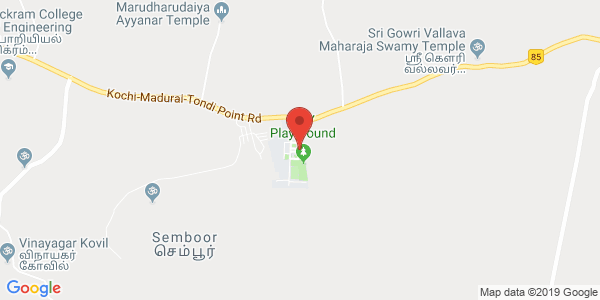 ckram College
Engineering
பாறியியல்
Marudharudaiya
Ayyanar Temple
Sri Gowri Vallava
Maharaja Swamy Temple
ஸ்ரீ கௌரி
வல்லவர்...
85
Kochi-Madurai-Tondi Point Rd
Playground
Semboor
செம்பூர்
Vinayagar Kovil
விநாயகர்
கோவில்
Google
Map data ©2019 Google